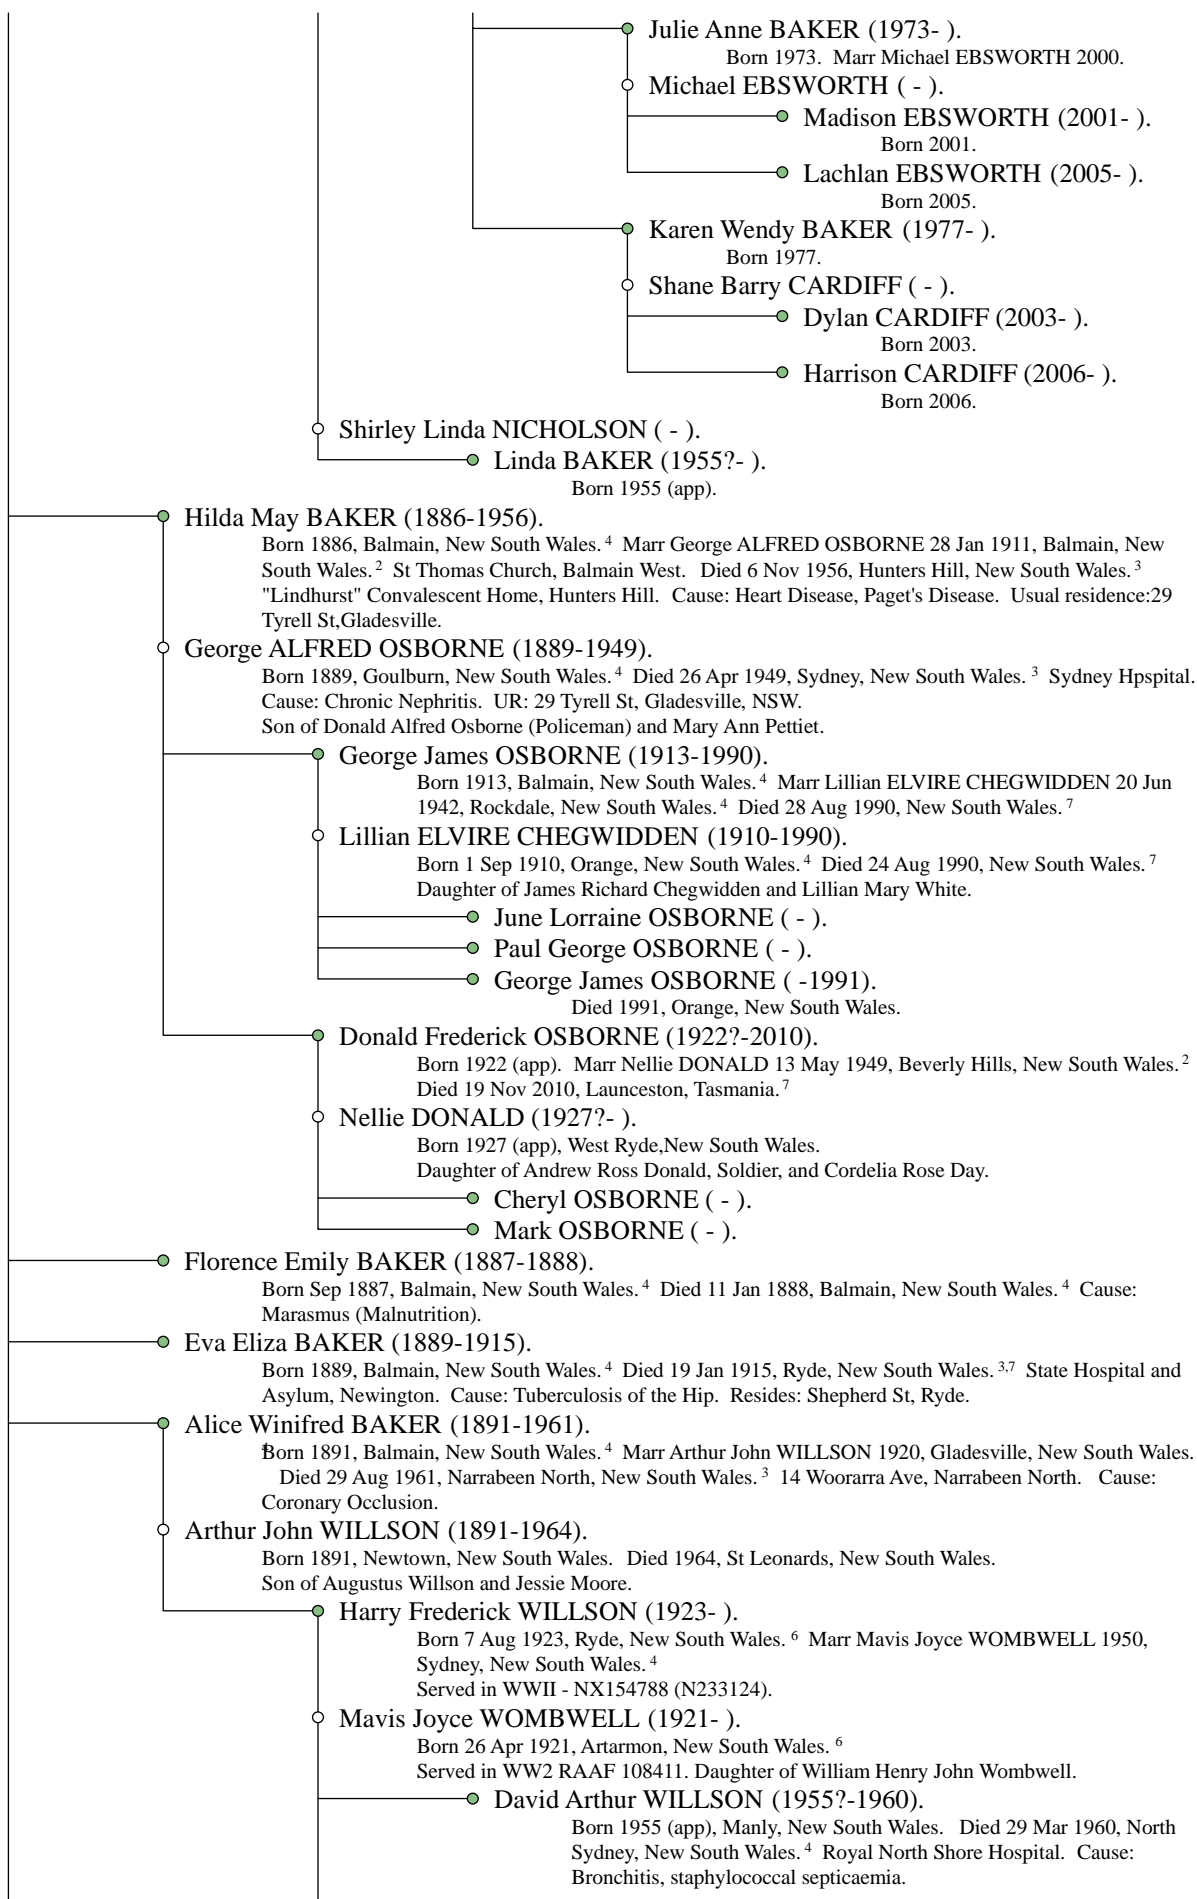 Julie Anne BAKER (1973- ).
Born 1973. Marr Michael EBSWORTH 2000.
Michael EBSWORTH ( - ).
Madison EBSWORTH (2001- ).
Born 2001.
Lachlan EBSWORTH (2005- ).
Born 2005.
Karen Wendy BAKER (1977- ).
Born 1977.
Shane Barry CARDIFF ( - ).
Dylan CARDIFF (2003- ).
Born 2003.
Harrison CARDIFF (2006- ).
Born 2006.
Shirley Linda NICHOLSON ( - ).
Linda BAKER (1955?- ).
Born 1955 (app).
Hilda May BAKER (1886-1956).
Born 1886, Balmain, New South Wales. 4 Marr George ALFRED OSBORNE 28 Jan 1911, Balmain, New
South Wales. 2 St Thomas Church, Balmain West. Died 6 Nov 1956, Hunters Hill, New South Wales. 3
"Lindhurst" Convalescent Home, Hunters Hill. Cause: Heart Disease, Paget's Disease. Usual residence:29
Tyrell St,Gladesville.
George ALFRED OSBORNE (1889-1949).
Born 1889, Goulburn, New South Wales. 4 Died 26 Apr 1949, Sydney, New South Wales. 3 Sydney Hpspital.
Cause: Chronic Nephritis. UR: 29 Tyrell St, Gladesville, NSW.
Son of Donald Alfred Osborne (Policeman) and Mary Ann Pettiet.
George James OSBORNE (1913-1990).
Born 1913, Balmain, New South Wales. 4 Marr Lillian ELVIRE CHEGWIDDEN 20 Jun
1942, Rockdale, New South Wales. 4 Died 28 Aug 1990, New South Wales. 7
Lillian ELVIRE CHEGWIDDEN (1910-1990).
Born 1 Sep 1910, Orange, New South Wales. 4 Died 24 Aug 1990, New South Wales. 7
Daughter of James Richard Chegwidden and Lillian Mary White.
June Lorraine OSBORNE ( - ).
Paul George OSBORNE ( - ).
George James OSBORNE ( -1991).
Died 1991, Orange, New South Wales.
Donald Frederick OSBORNE (1922?-2010).
Born 1922 (app). Marr Nellie DONALD 13 May 1949, Beverly Hills, New South Wales. 2
Died 19 Nov 2010, Launceston, Tasmania. 7
Nellie DONALD (1927?- ).
Born 1927 (app), West Ryde,New South Wales.
Daughter of Andrew Ross Donald, Soldier, and Cordelia Rose Day.
Cheryl OSBORNE ( - ).
Mark OSBORNE ( - ).
Florence Emily BAKER (1887-1888).
Born Sep 1887, Balmain, New South Wales. 4 Died 11 Jan 1888, Balmain, New South Wales. 4 Cause:
Marasmus (Malnutrition).
Eva Eliza BAKER (1889-1915).
Born 1889, Balmain, New South Wales. 4 Died 19 Jan 1915, Ryde, New South Wales. 3,7 State Hospital and
Asylum, Newington. Cause: Tuberculosis of the Hip. Resides: Shepherd St, Ryde.
Alice Winifred BAKER (1891-1961).
Born 1891, Balmain, New South Wales. 4 Marr Arthur John WILLSON 1920, Gladesville, New South Wales.
Died 29 Aug 1961, Narrabeen North, New South Wales. 3 14 Woorarra Ave, Narrabeen North. Cause:
Coronary Occlusion.
Arthur John WILLSON (1891-1964).
Born 1891, Newtown, New South Wales. Died 1964, St Leonards, New South Wales.
Son of Augustus Willson and Jessie Moore.
Harry Frederick WILLSON (1923- ).
Born 7 Aug 1923, Ryde, New South Wales. 6 Marr Mavis Joyce WOMBWELL 1950,
Sydney, New South Wales. 4
Served in WWII - NX154788 (N233124).
Mavis Joyce WOMBWELL (1921- ).
Born 26 Apr 1921, Artarmon, New South Wales. 6
Served in WW2 RAAF 108411. Daughter of William Henry John Wombwell.
David Arthur WILLSON (1955?-1960).
Born 1955 (app), Manly, New South Wales. Died 29 Mar 1960, North
Sydney, New South Wales. 4 Royal North Shore Hospital. Cause:
Bronchitis, staphylococcal septicaemia.